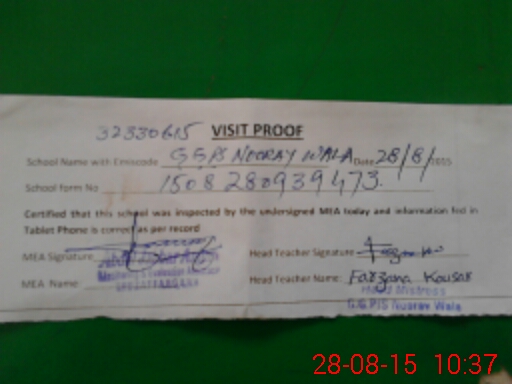 32330615 VISIT PROOF
School Name with Emiscode G.G.P/S NOORAY WALA Date 28/8/2015
School form No 1508280939473.
Certified that this school was inspected by the undersigned MEA today and information fed in
Tablet Phone is correct as per record
MEA Signature Head Teacher Signature
MEA Name: Head Teacher Name: Farzana Kousar
Head Mistress
G.G.P/S Nooray Wala
28-08-15 10:37